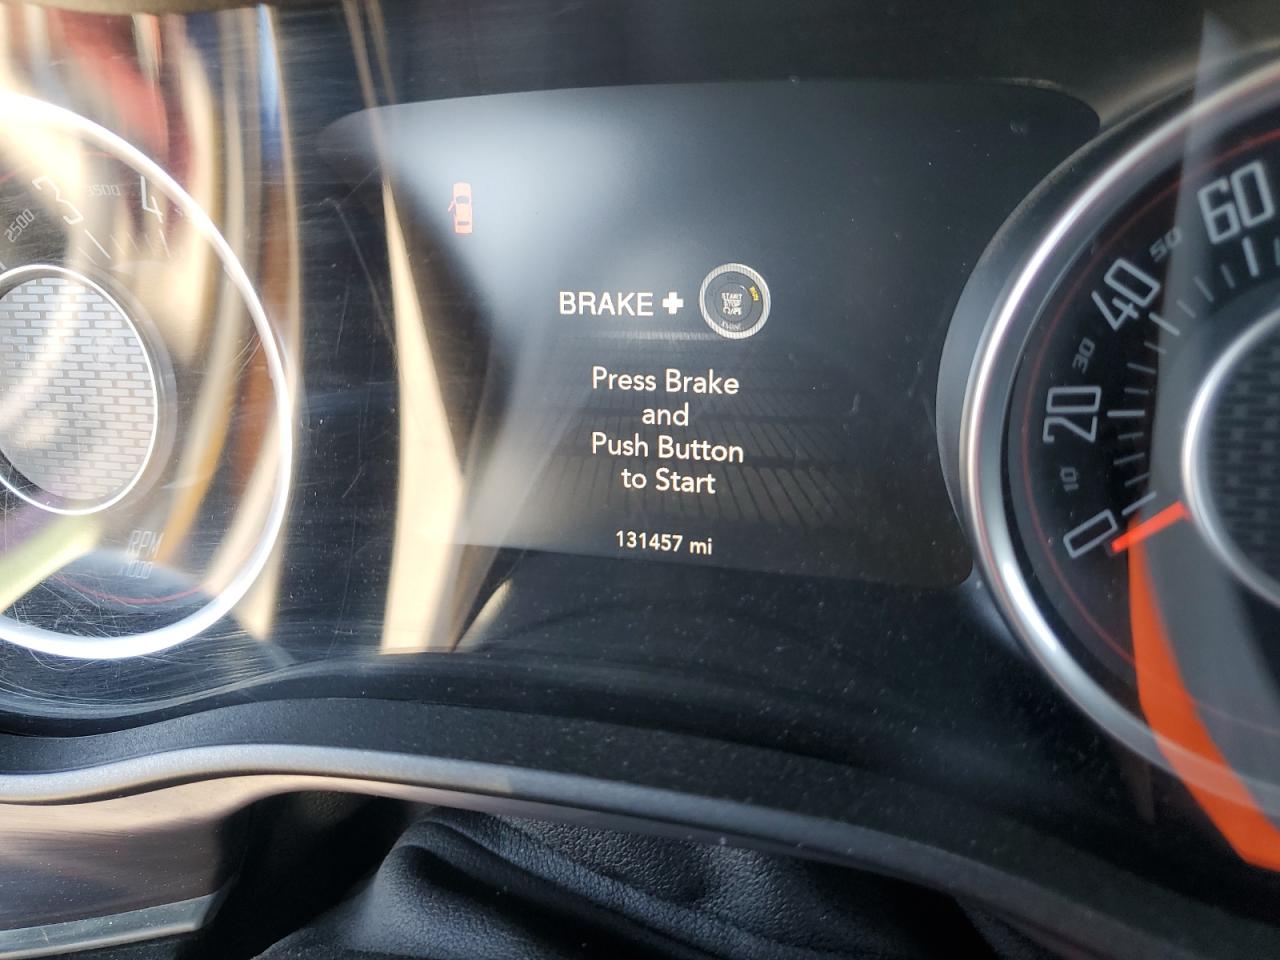 2500
3
3500
4
RPM
BRAKE +
START
STOP
Press Brake
and
Push Button
to Start
131457 mi
0
10
20
30
40
50
60